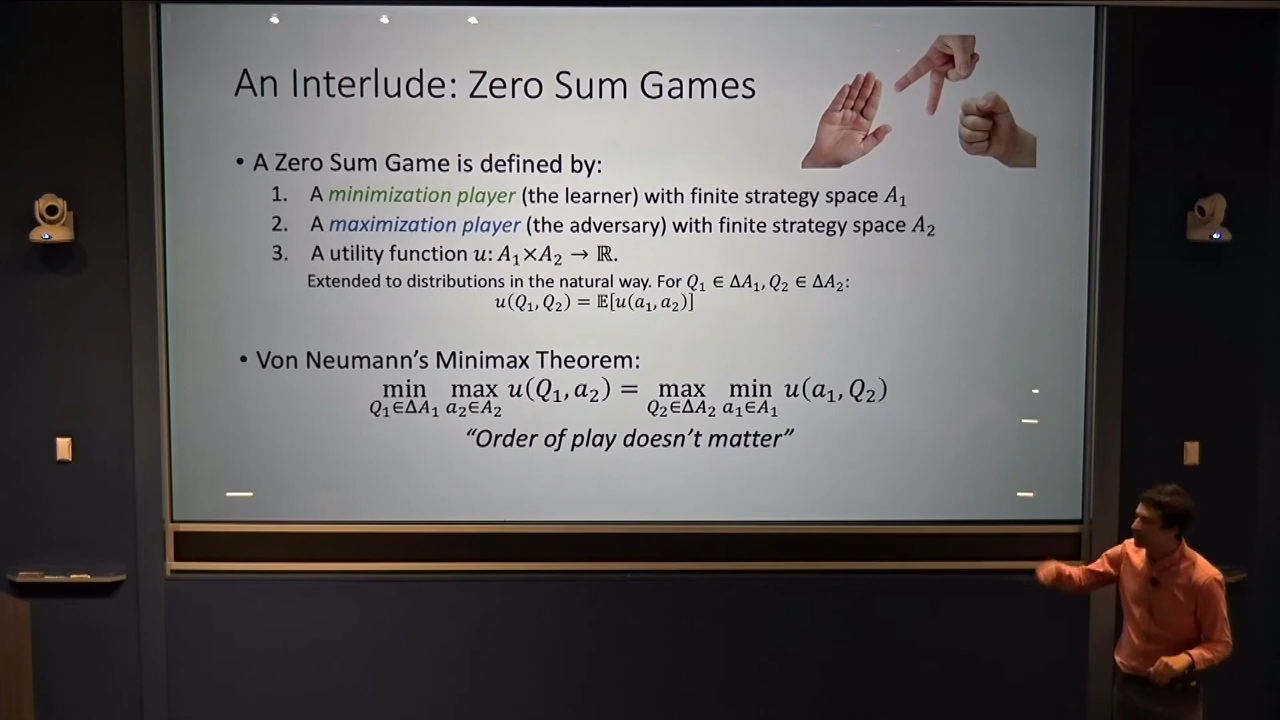 An Interlude: Zero Sum Games
• A Zero Sum Game is defined by:
1. A minimization player (the learner) with finite strategy space A₁
2. A maximization player (the adversary) with finite strategy space A₂
3. A utility function u: A₁×A₂ → ℝ.
Extended to distributions in the natural way. For Q₁ ∈ ΔA₁, Q₂ ∈ ΔA₂:
u(Q₁, Q₂) = 𝔼[u(a₁, a₂)]
• Von Neumann’s Minimax Theorem:
min max u(Q₁, a₂) = max min u(a₁, Q₂)
Q₁∈ΔA₁ a₂∈A₂ Q₂∈ΔA₂ a₁∈A₁
“Order of play doesn’t matter”